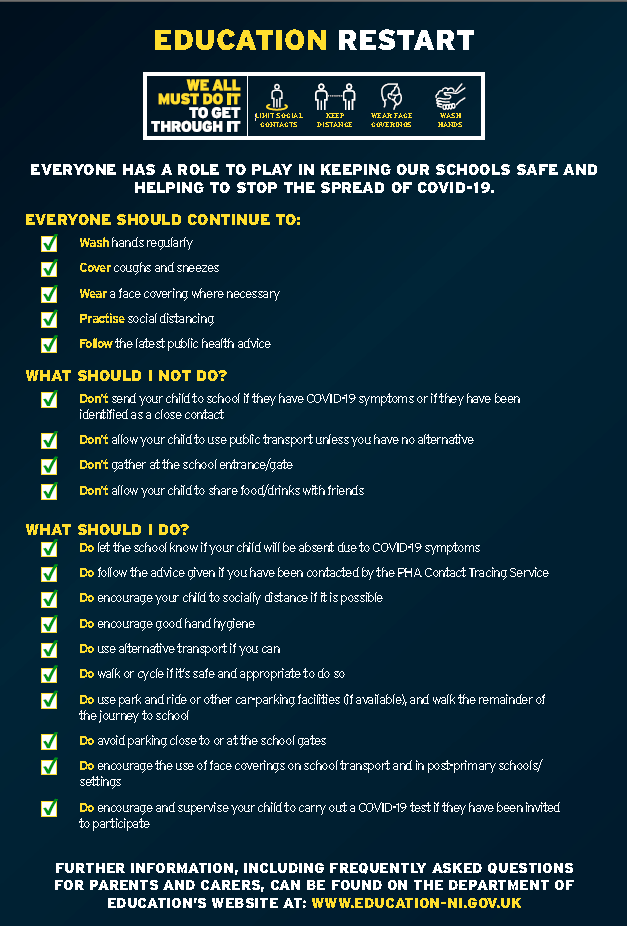 EDUCATION RESTART
WE ALL
MUST DO IT
TO GET
THROUGH IT
LIMIT SOCIAL
CONTACTS
KEEP
DISTANCE
WEAR FACE
COVERINGS
WASH
HANDS
EVERYONE HAS A ROLE TO PLAY IN KEEPING OUR SCHOOLS SAFE AND
HELPING TO STOP THE SPREAD OF COVID-19.
EVERYONE SHOULD CONTINUE TO:
Wash hands regularly
Cover coughs and sneezes
Wear a face covering where necessary
Practise social distancing
Follow the latest public health advice
WHAT SHOULD I NOT DO?
Don't send your child to school if they have COVID-19 symptoms or if they have been
identified as a close contact
Don't allow your child to use public transport unless you have no alternative
Don't gather at the school entrance/gate
Don't allow your child to share food/drinks with friends
WHAT SHOULD I DO?
Do let the school know if your child will be absent due to COVID-19 symptoms
Do follow the advice given if you have been contacted by the PHA Contact Tracing Service
Do encourage your child to socially distance if it is possible
Do encourage good hand hygiene
Do use alternative transport if you can
Do walk or cycle if it's safe and appropriate to do so
Do use park and ride or other car-parking facilities (if available), and walk the remainder of
the journey to school
Do avoid parking close to or at the school gates
Do encourage the use of face coverings on school transport and in post-primary schools/
settings
Do encourage and supervise your child to carry out a COVID-19 test if they have been invited
to participate
FURTHER INFORMATION, INCLUDING FREQUENTLY ASKED QUESTIONS
FOR PARENTS AND CARERS, CAN BE FOUND ON THE DEPARTMENT OF
EDUCATION'S WEBSITE AT: WWW.EDUCATION-NI.GOV.UK